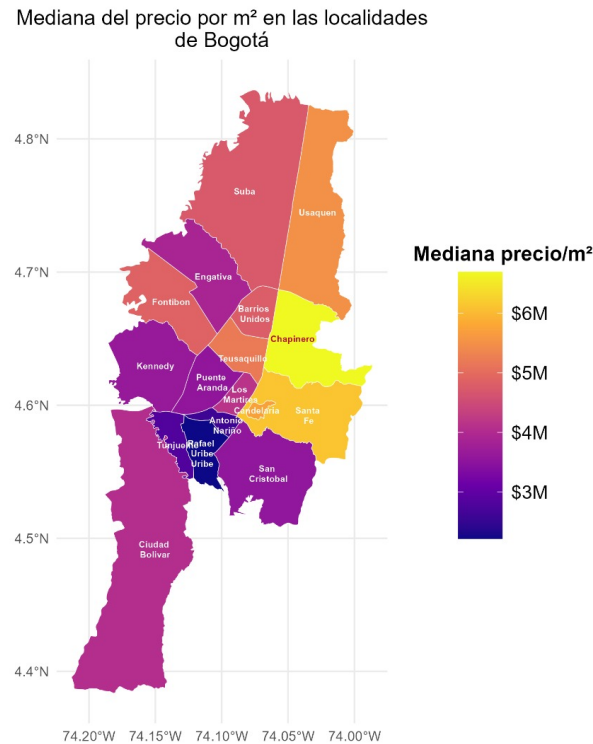 Mediana del precio por m² en las localidades
de Bogotá
4.8°N
4.7°N
4.6°N
4.5°N
4.4°N
74.20°W 74.15°W 74.10°W 74.05°W 74.00°W
Suba
Usaquen
Engativa
Fontibon
Barrios
Unidos
Chapinero
Teusaquillo
Kennedy
Puente
Aranda
Los
Martires
Candelaria
Santa
Fe
Antonio
Nariño
Rafael
Uribe
Uribe
San
Cristobal
Ciudad
Bolivar
Mediana precio/m²
$6M
$5M
$4M
$3M